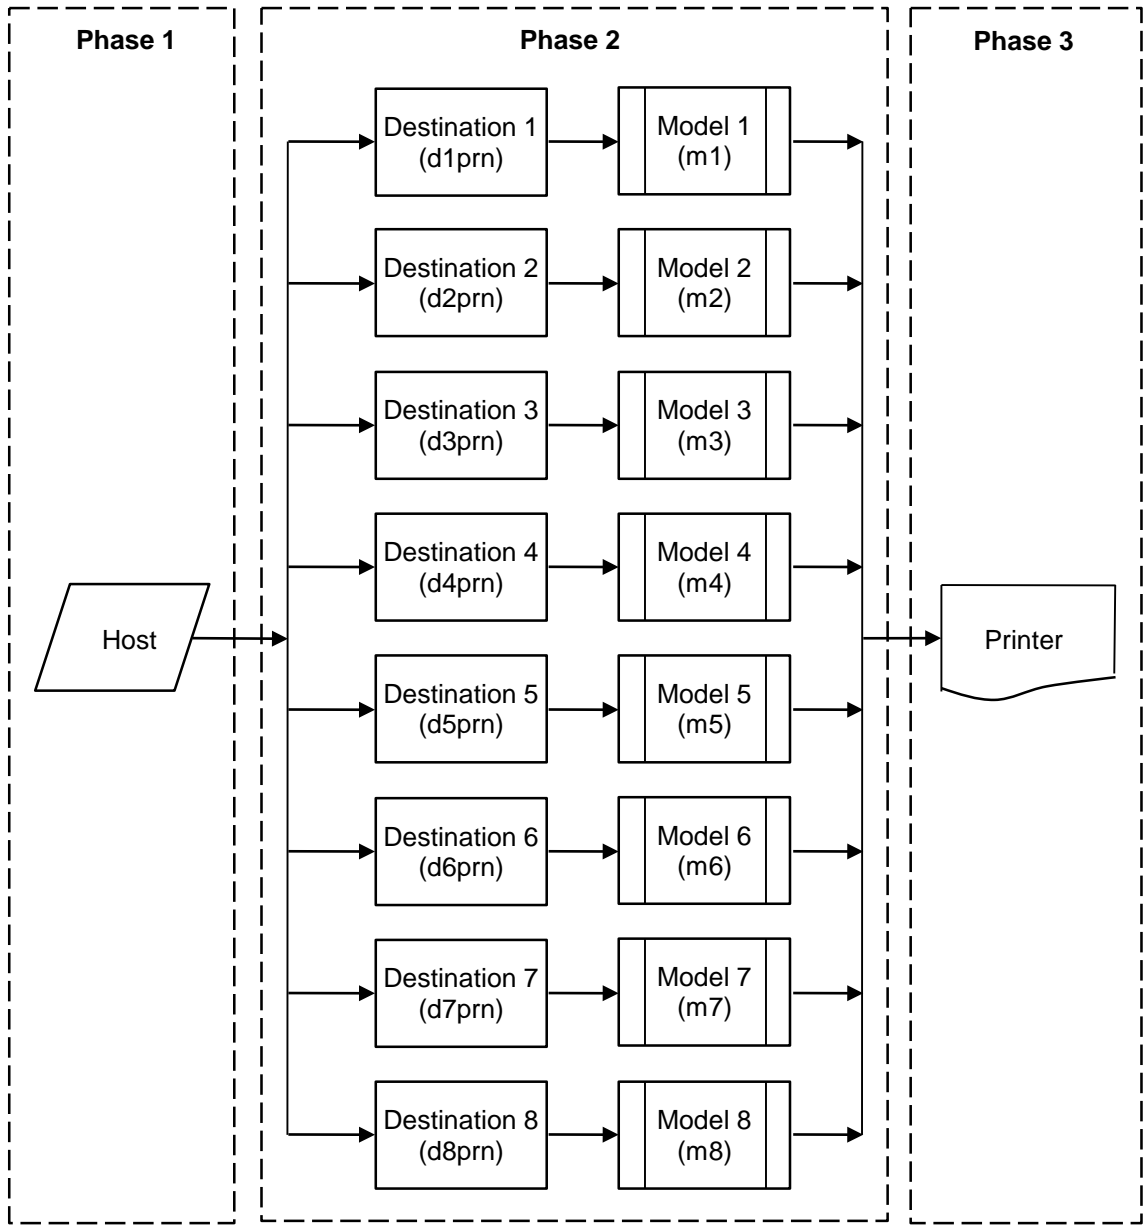 Phase 1
Phase 2
Phase 3
Destination 1
(d1prn)
Model 1
(m1)
Destination 2
(d2prn)
Model 2
(m2)
Destination 3
(d3prn)
Model 3
(m3)
Destination 4
(d4prn)
Model 4
(m4)
Host
Printer
Destination 5
(d5prn)
Model 5
(m5)
Destination 6
(d6prn)
Model 6
(m6)
Destination 7
(d7prn)
Model 7
(m7)
Destination 8
(d8prn)
Model 8
(m8)